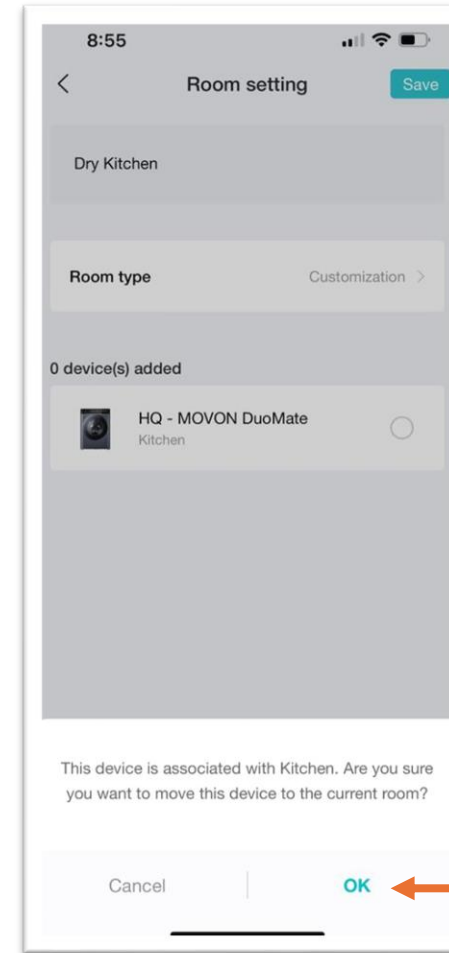 8:55
Room setting
Save
Dry Kitchen
Room type
Customization
0 device(s) added
HQ - MOVON DuoMate
Kitchen
This device is associated with Kitchen. Are you sure
you want to move this device to the current room?
Cancel
OK